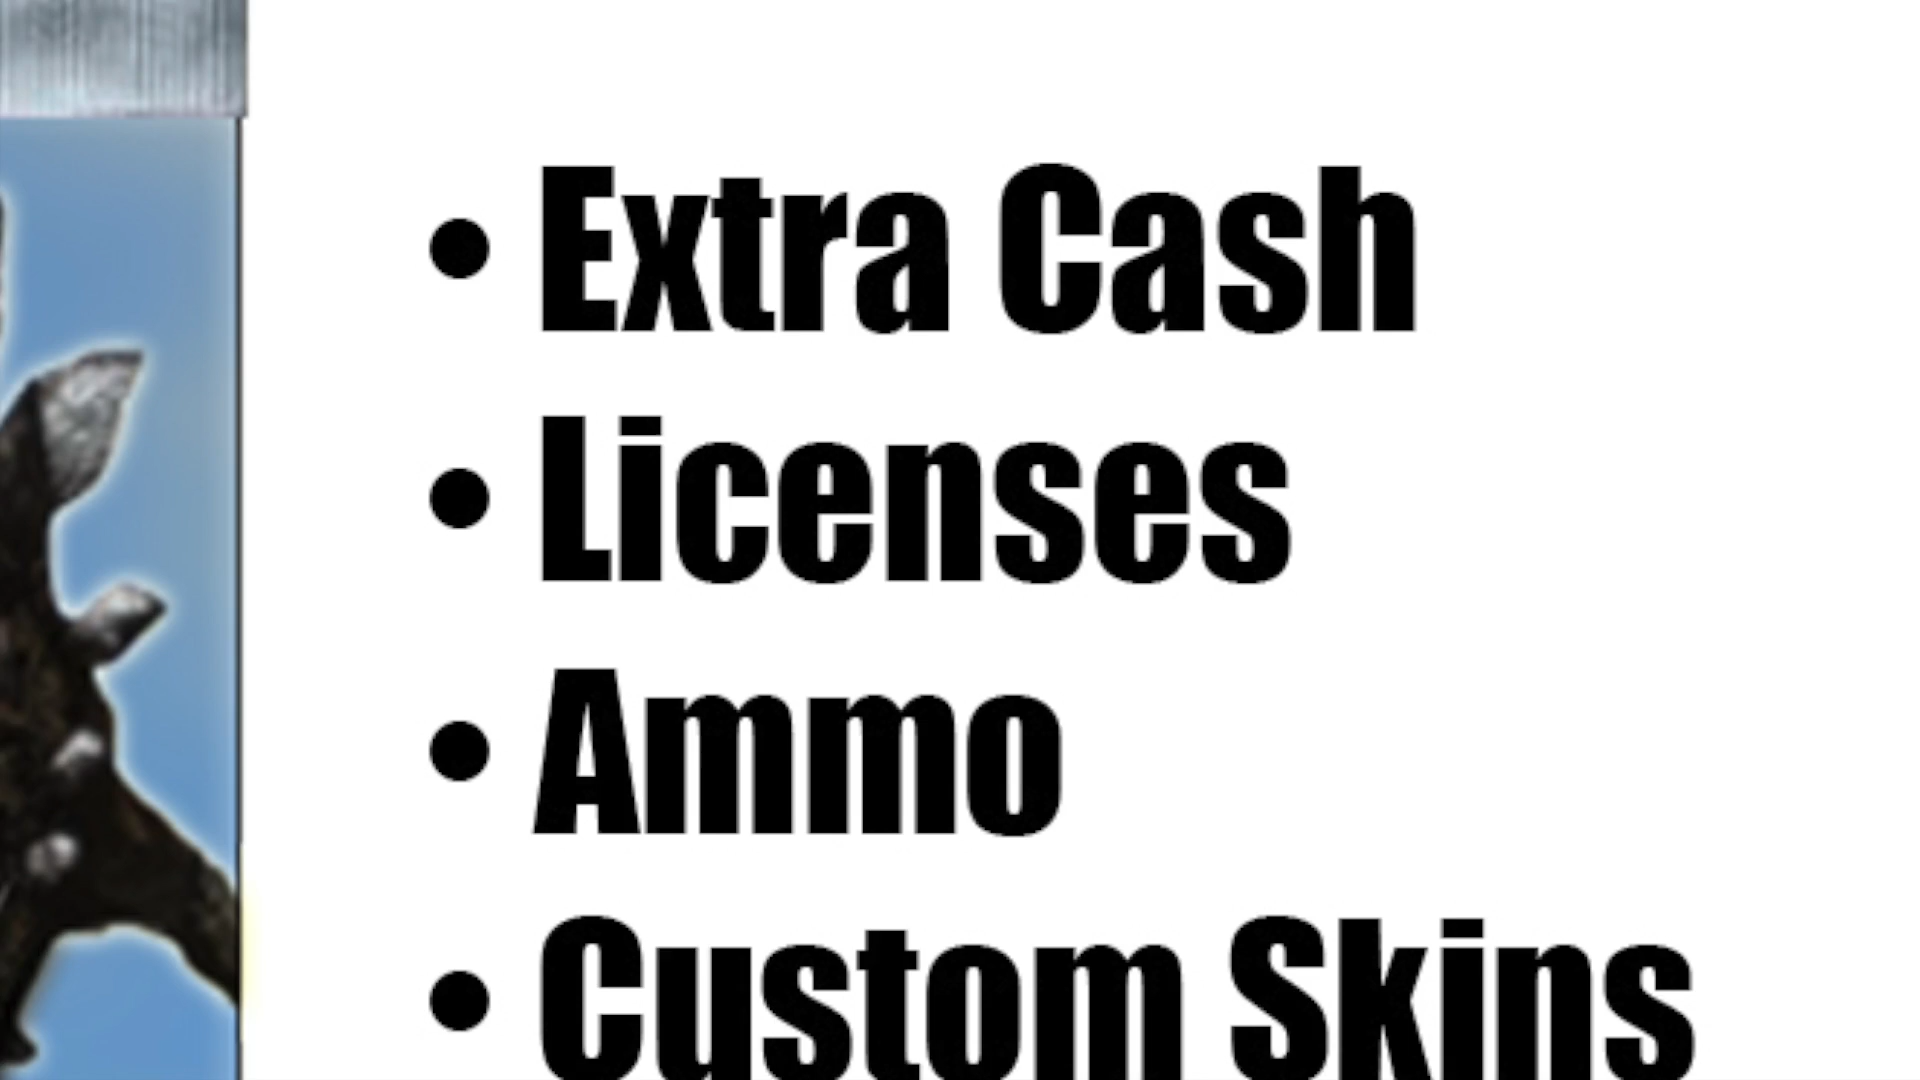 • Extra Cash
• Licenses
• Ammo
• Custom Skins